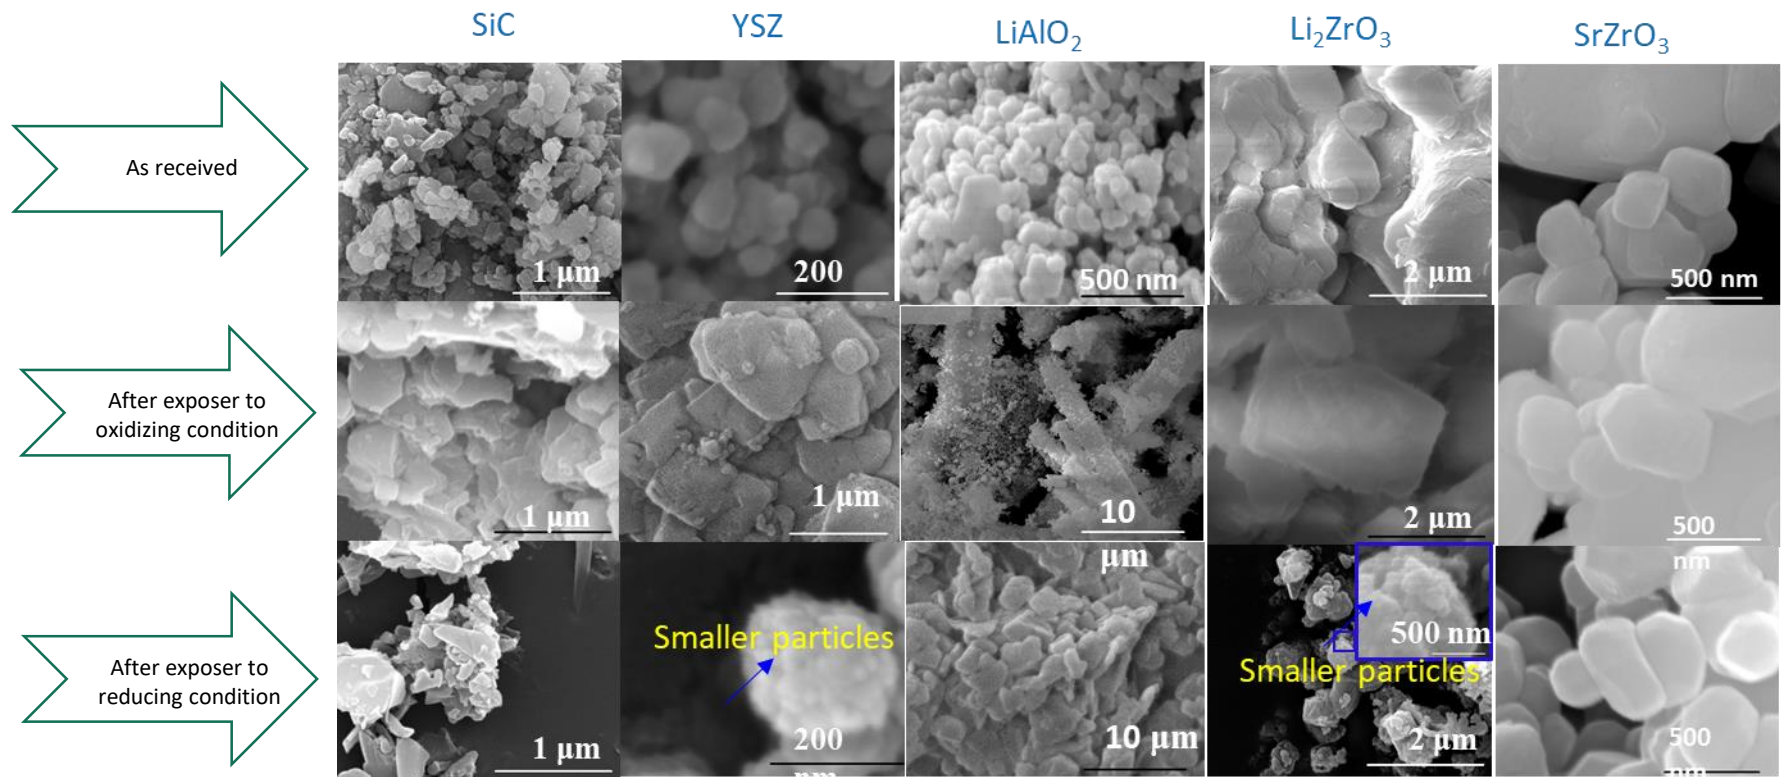 SiC
YSZ
LiAlO2
Li2ZrO3
SrZrO3
As received
1 μm
200
500 nm
2 μm
500 nm
After exposer to
oxidizing condition
1 μm
1 μm
10
μm
2 μm
500
nm
After exposer to
reducing condition
1 μm
Smaller particles
200
nm
10 μm
500 nm
Smaller particles
2 μm
500
nm